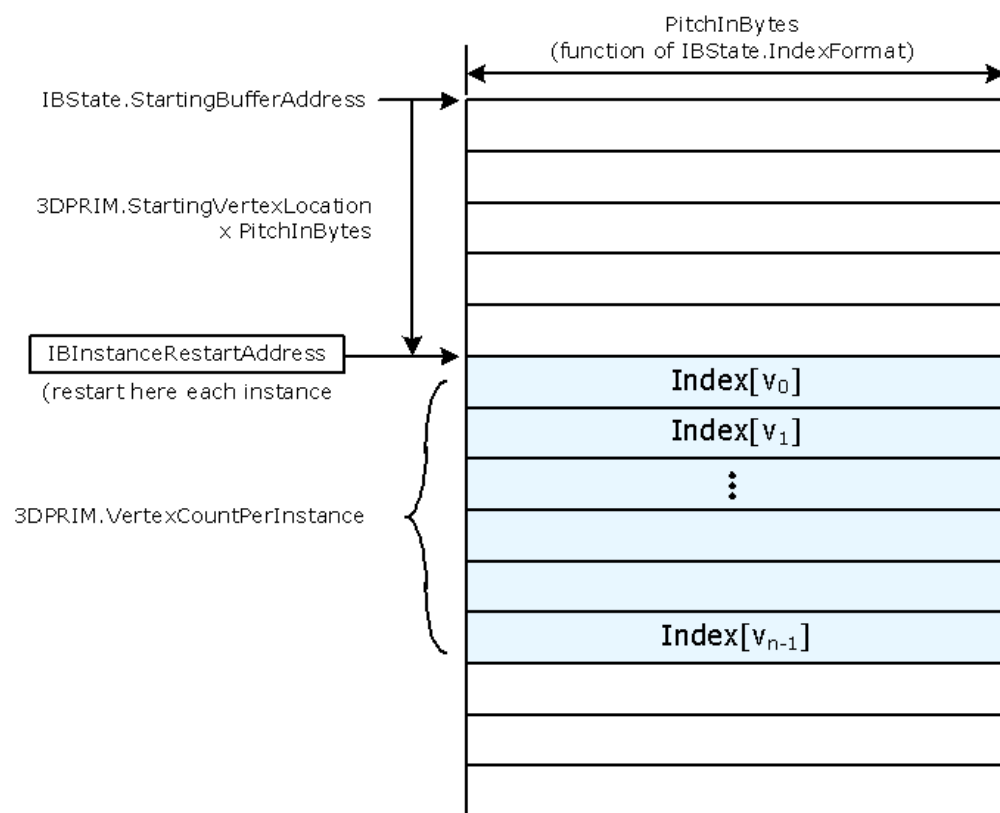 PitchInBytes
(function of IBState.IndexFormat)
IBState.StartingBufferAddress
3DPRIM.StartingVertexLocation
x PitchInBytes
IBInstanceRestartAddress
(restart here each instance
Index[v₀]
Index[v₁]
⋮
3DPRIM.VertexCountPerInstance
Index[vₙ₋₁]